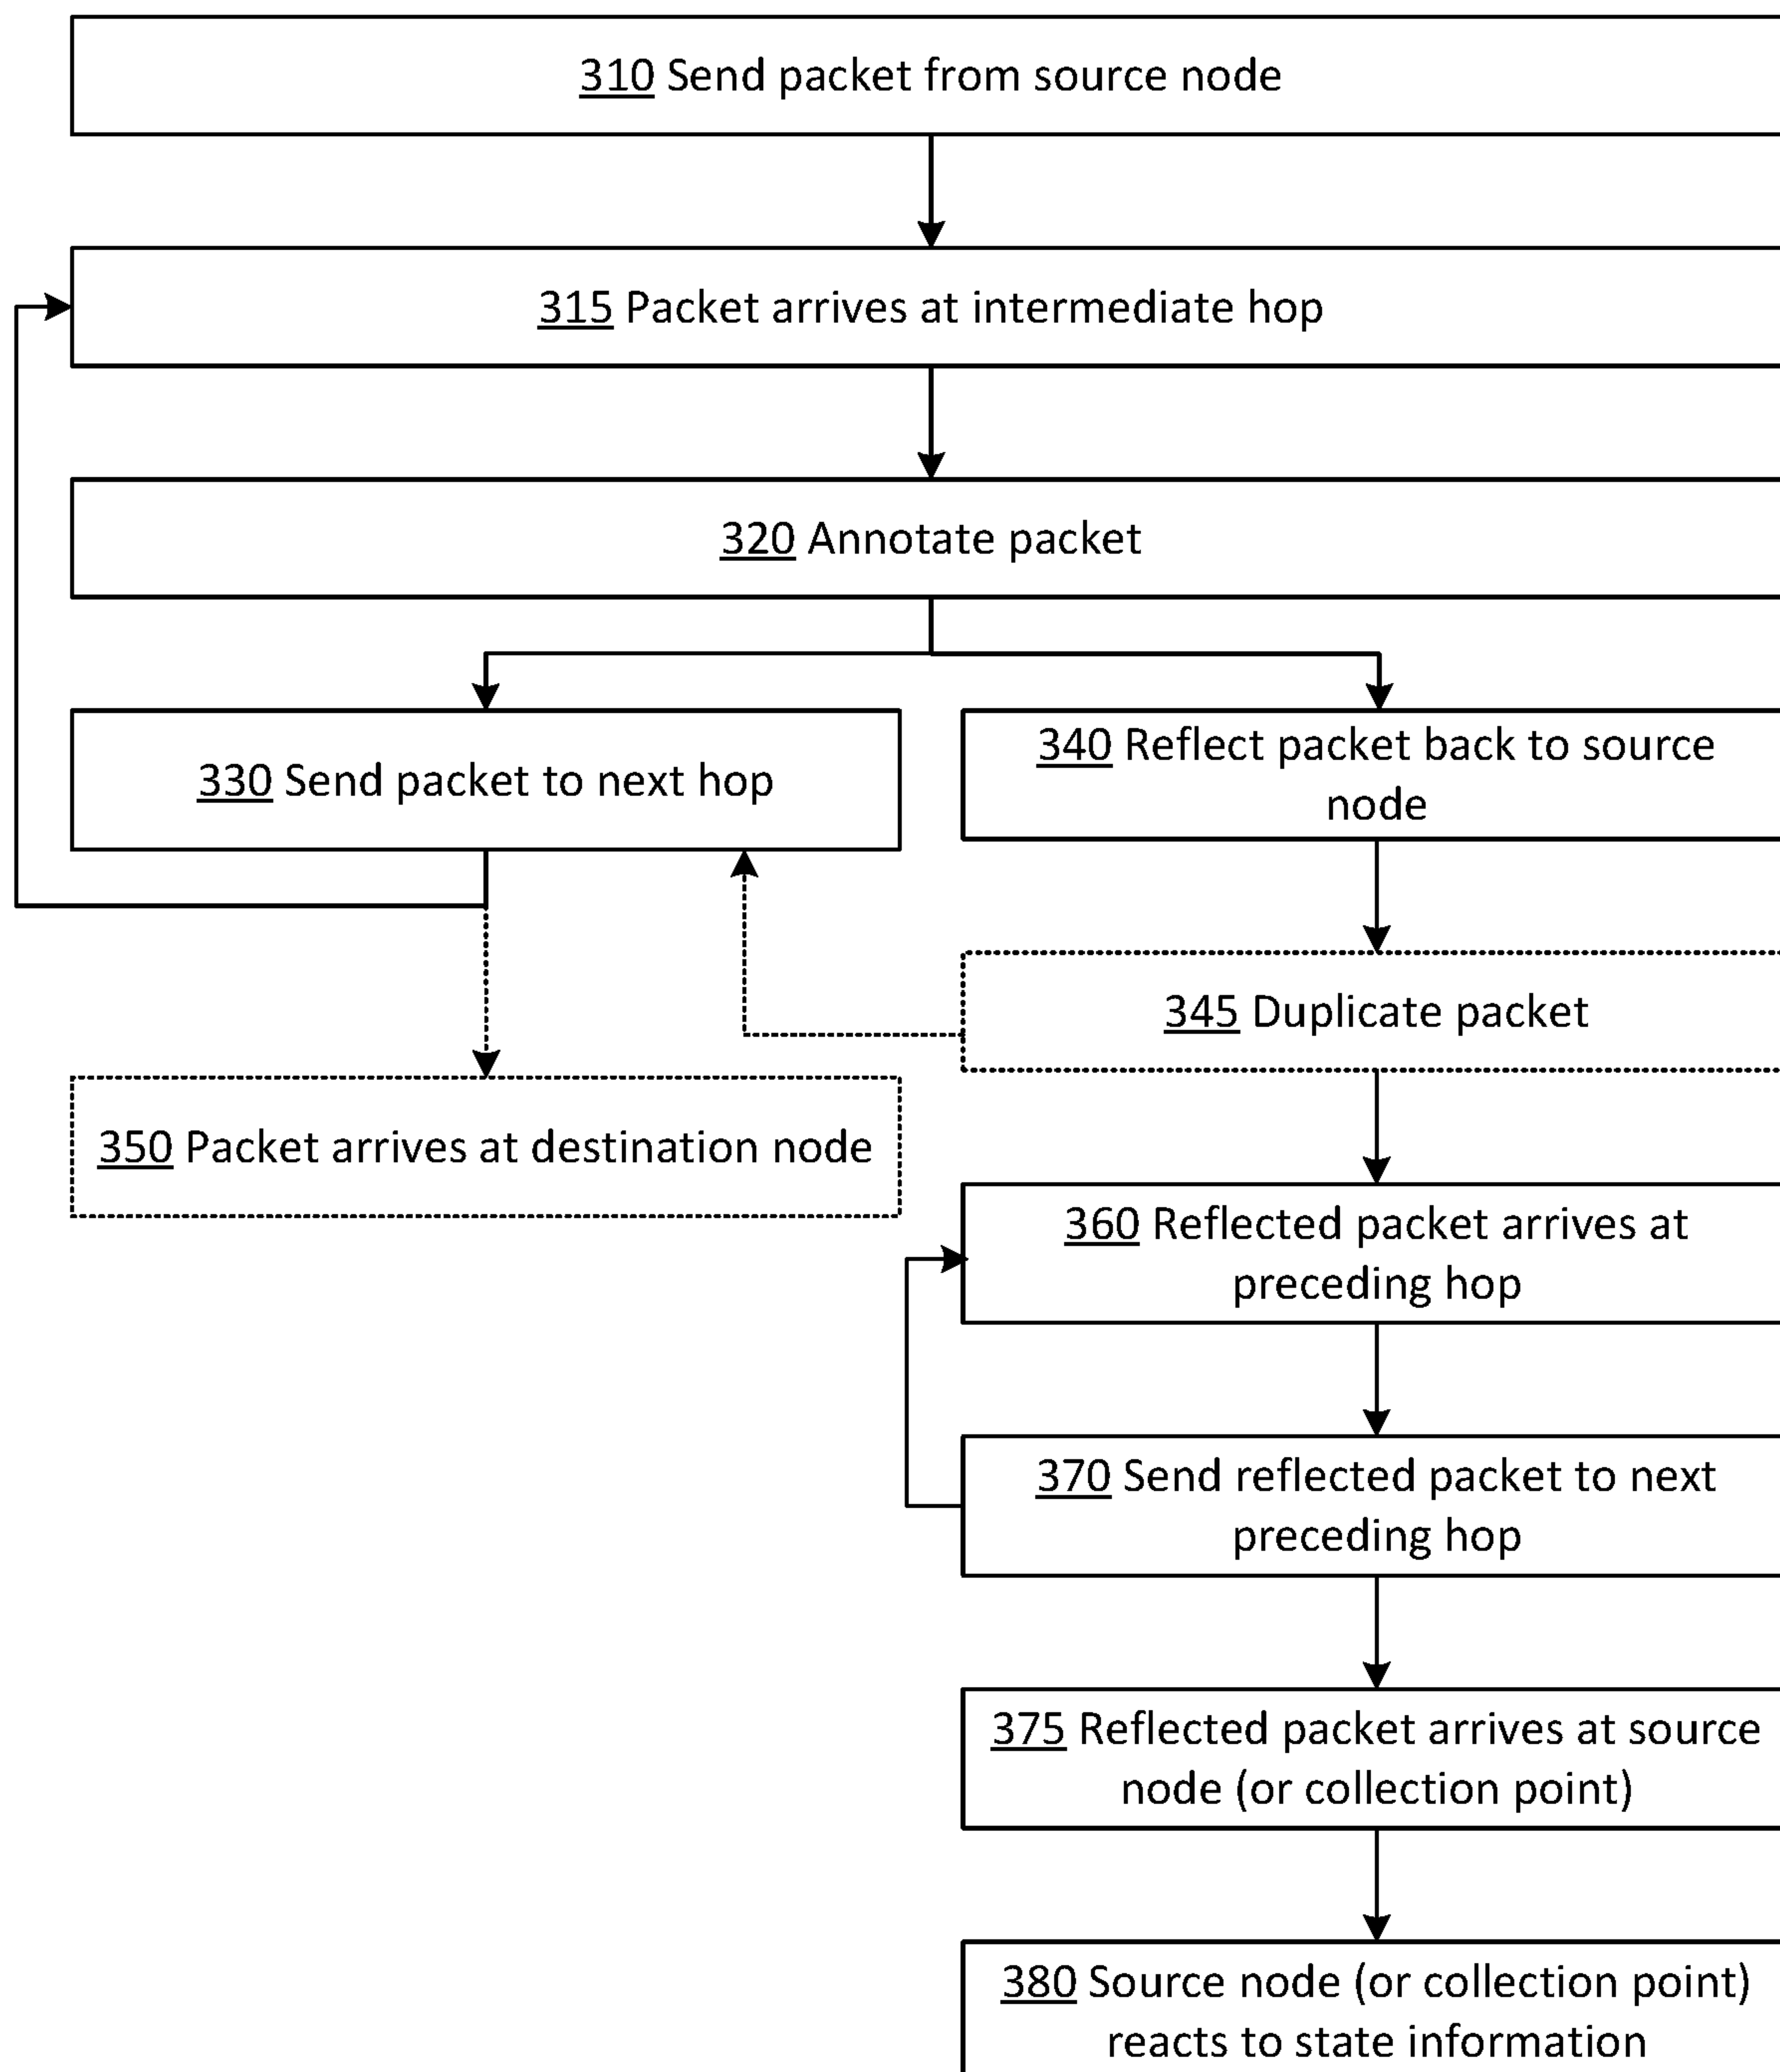 310 Send packet from source node
315 Packet arrives at intermediate hop
320 Annotate packet
330 Send packet to next hop
340 Reflect packet back to source
node
345 Duplicate packet
350 Packet arrives at destination node
360 Reflected packet arrives at
preceding hop
370 Send reflected packet to next
preceding hop
375 Reflected packet arrives at source
node (or collection point)
380 Source node (or collection point)
reacts to state information